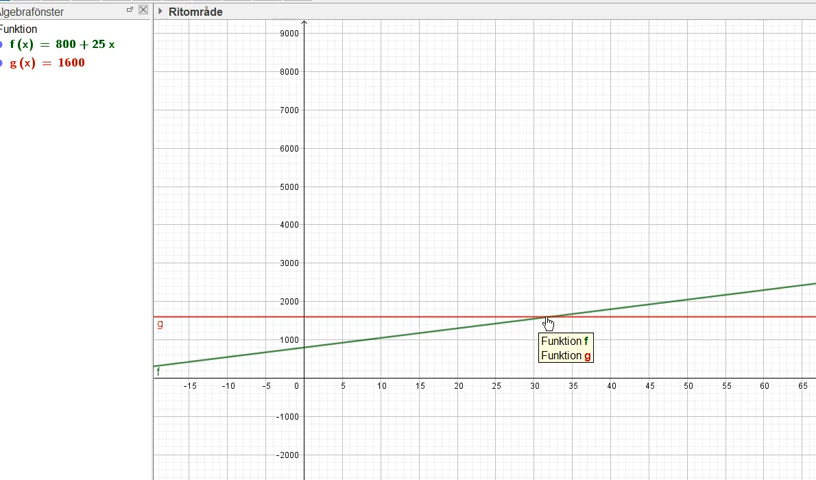 lgebrafönster
Ritområde
Funktion
f (x) = 800 + 25 x
g (x) = 1600
9000
8000
7000
6000
5000
4000
3000
2000
1000
-1000
-2000
-15 -10 -5 0 5 10 15 20 25 30 35 40 45 50 55 60 65
g
f
Funktion f
Funktion g